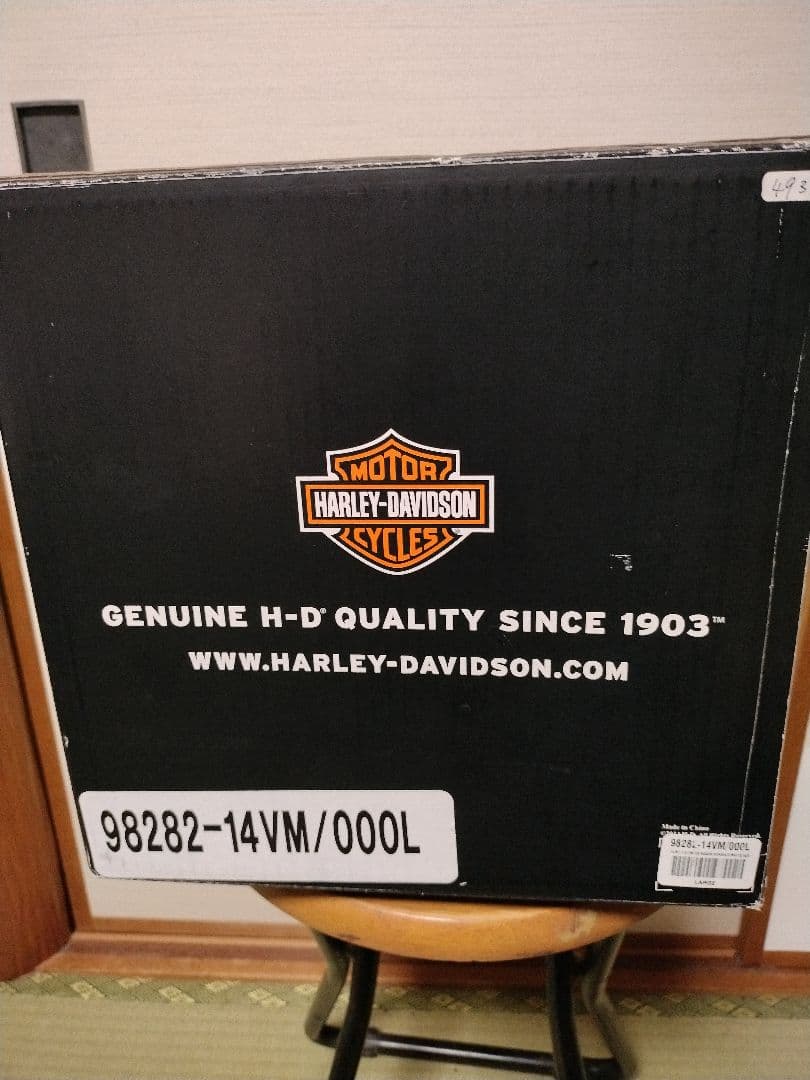 493
MOTOR
HARLEY-DAVIDSON
CYCLES
GENUINE H-D® QUALITY SINCE 1903™
WWW.HARLEY-DAVIDSON.COM
98282-14VM/000L
Made in China
98282-14VM/000L
LARGE